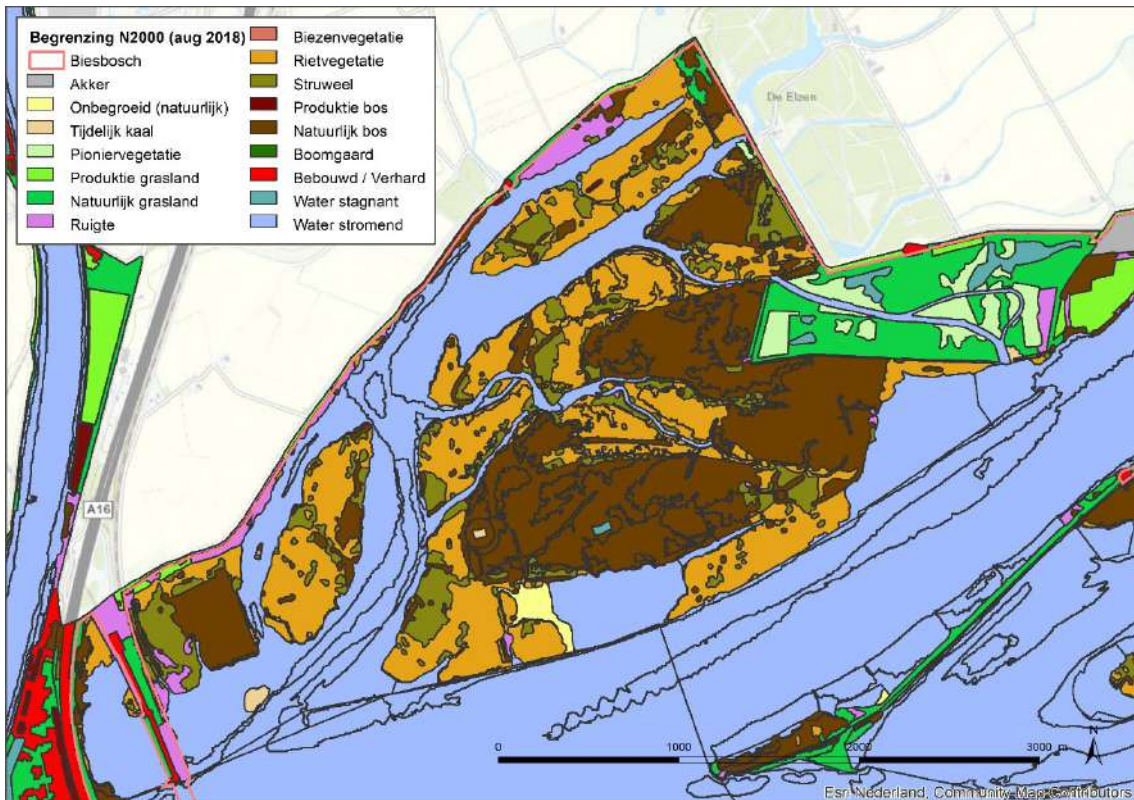 Begrenzing N2000 (aug 2018)
Biesbosch
Akker
Onbegroeid (natuurlijk)
Tijdelijk kaal
Pioniervegetatie
Produktie grasland
Natuurlijk grasland
Ruigte
Biezenvegetatie
Rietvegetatie
Struweel
Produktie bos
Natuurlijk bos
Boomgaard
Bebouwd / Verhard
Water stagnant
Water stromend
De Elzen
A16
N
0 1000 2000 3000 m
Esri Nederland, Community Map Contributors